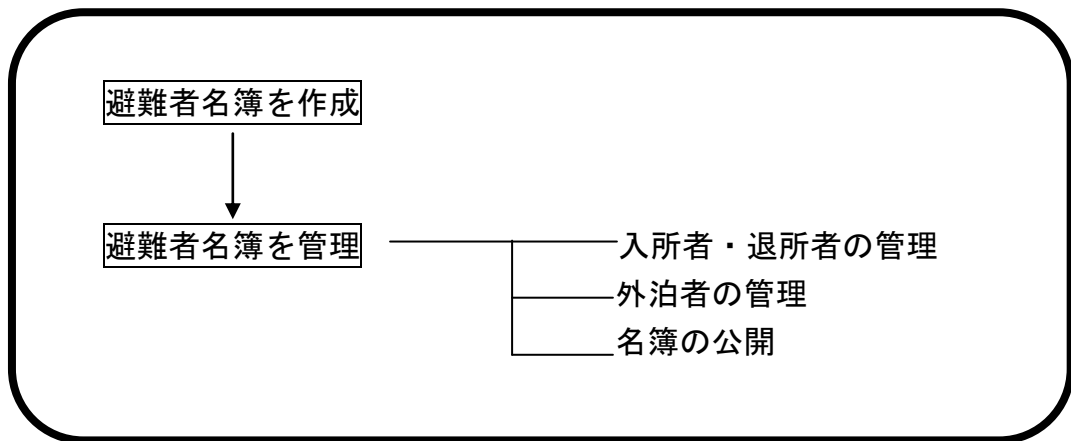 避難者名簿を作成
避難者名簿を管理
入所者・退所者の管理
外泊者の管理
名簿の公開